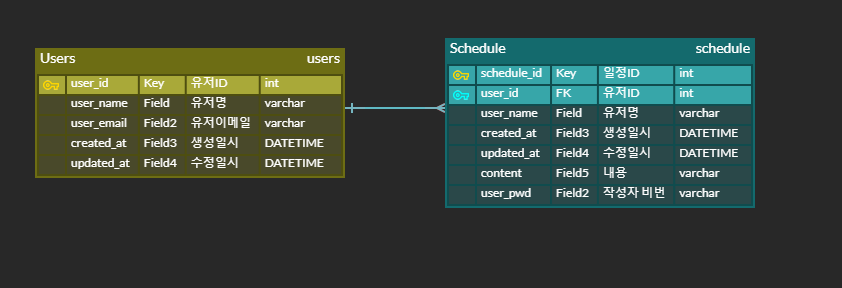 Users users
user_id Key 유저ID int
user_name Field 유저명 varchar
user_email Field2 유저이메일 varchar
created_at Field3 생성일시 DATETIME
updated_at Field4 수정일시 DATETIME
Schedule schedule
schedule_id Key 일정ID int
user_id FK 유저ID int
user_name Field 유저명 varchar
created_at Field3 생성일시 DATETIME
updated_at Field4 수정일시 DATETIME
content Field5 내용 varchar
user_pwd Field2 작성자 비번 varchar